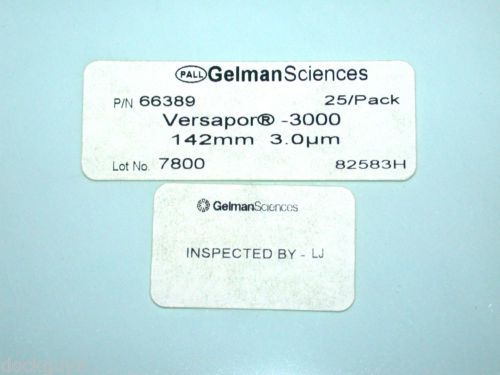 PALL GelmanSciences
P/N 66389 25/Pack
Versapor® -3000
142mm 3.0µm
Lot No. 7800 82583H
GelmanSciences
INSPECTED BY - LJ